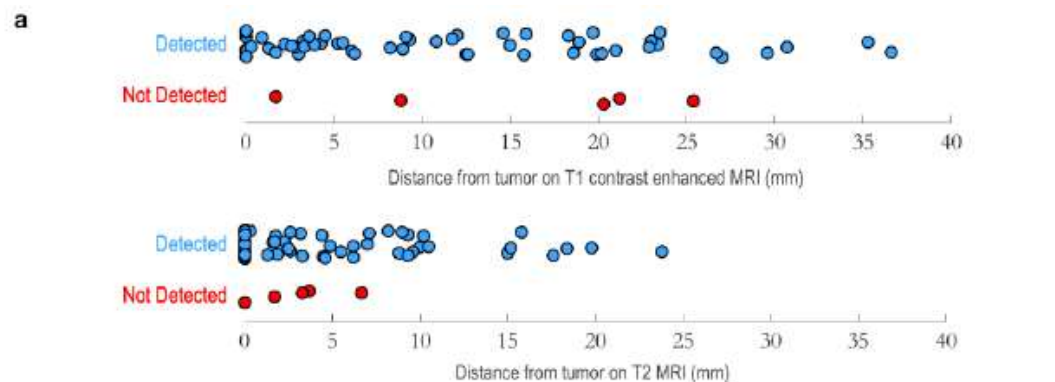 a
Detected
Not Detected
0 5 10 15 20 25 30 35 40
Distance from tumor on T1 contrast enhanced MRI (mm)
Detected
Not Detected
0 5 10 15 20 25 30 35 40
Distance from tumor on T2 MRI (mm)